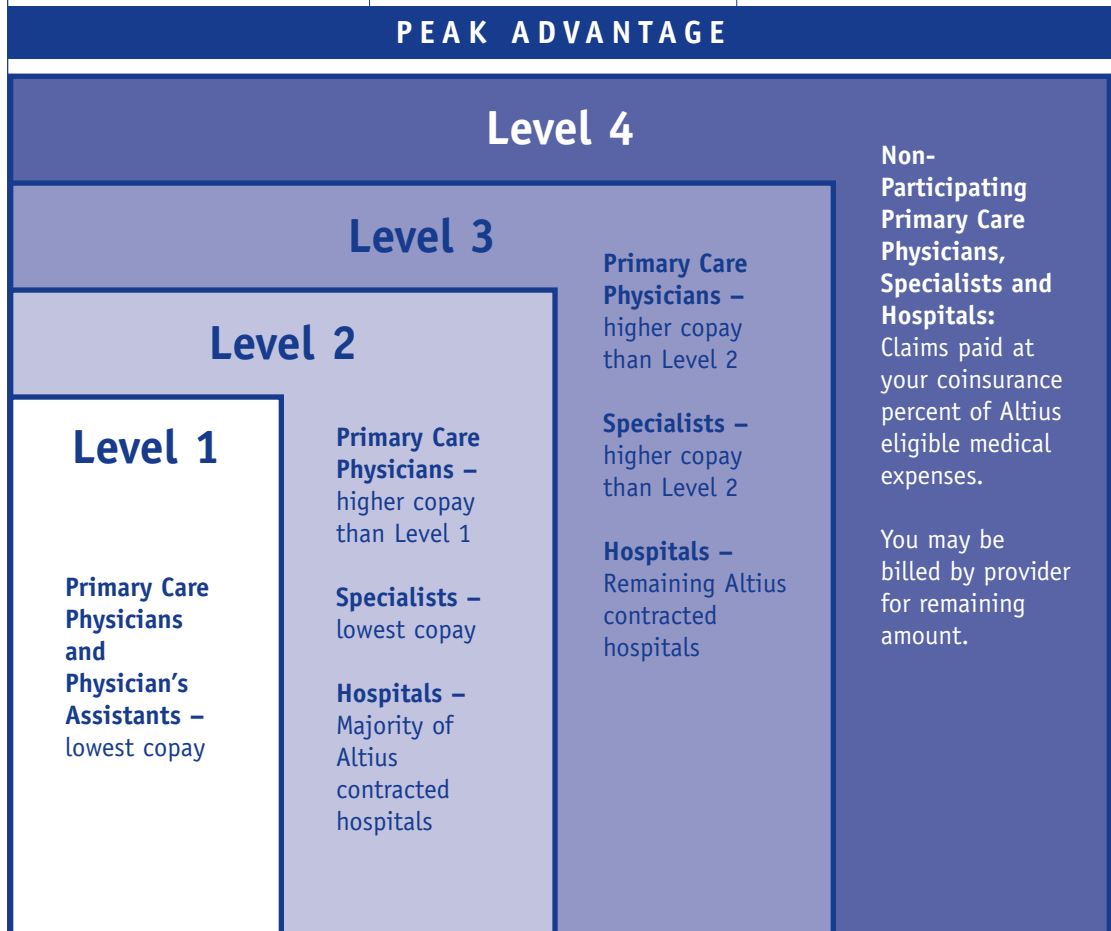 PEAK ADVANTAGE
Level 4
Non-
Participating
Primary Care
Physicians,
Specialists and
Hospitals:
Claims paid at
your coinsurance
percent of Altius
eligible medical
expenses.
You may be
billed by provider
for remaining
amount.
Level 3
Primary Care
Physicians –
higher copay
than Level 2
Specialists –
higher copay
than Level 2
Hospitals –
Remaining Altius
contracted
hospitals
Level 2
Primary Care
Physicians –
higher copay
than Level 1
Specialists –
lowest copay
Hospitals –
Majority of
Altius
contracted
hospitals
Level 1
Primary Care
Physicians
and
Physician’s
Assistants –
lowest copay